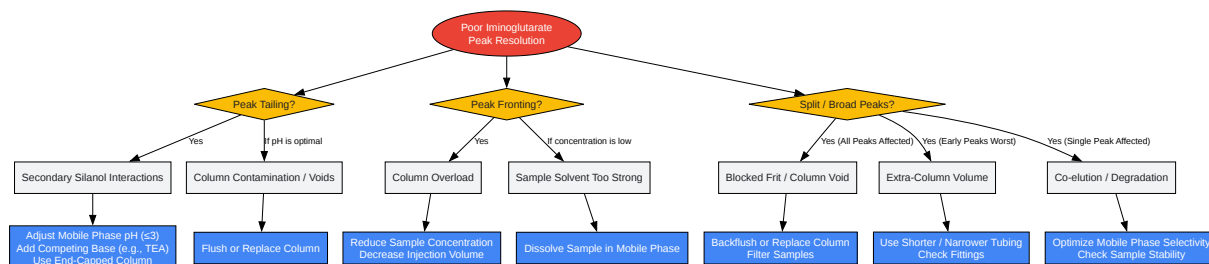 Poor Iminoglutarate
Peak Resolution
Peak Tailing?
Peak Fronting?
Split / Broad Peaks?
Yes
If pH is optimal
Yes
If concentration is low
Yes (All Peaks Affected)
Yes (Early Peaks Worst)
Yes (Single Peak Affected)
Secondary Silanol Interactions
Column Contamination / Voids
Column Overload
Sample Solvent Too Strong
Blocked Frit / Column Void
Extra-Column Volume
Co-elution / Degradation
Adjust Mobile Phase pH (≤3)
Add Competing Base (e.g., TEA)
Use End-Capped Column
Flush or Replace Column
Reduce Sample Concentration
Decrease Injection Volume
Dissolve Sample in Mobile Phase
Backflush or Replace Column
Filter Samples
Use Shorter / Narrower Tubing
Check Fittings
Optimize Mobile Phase Selectivity
Check Sample Stability